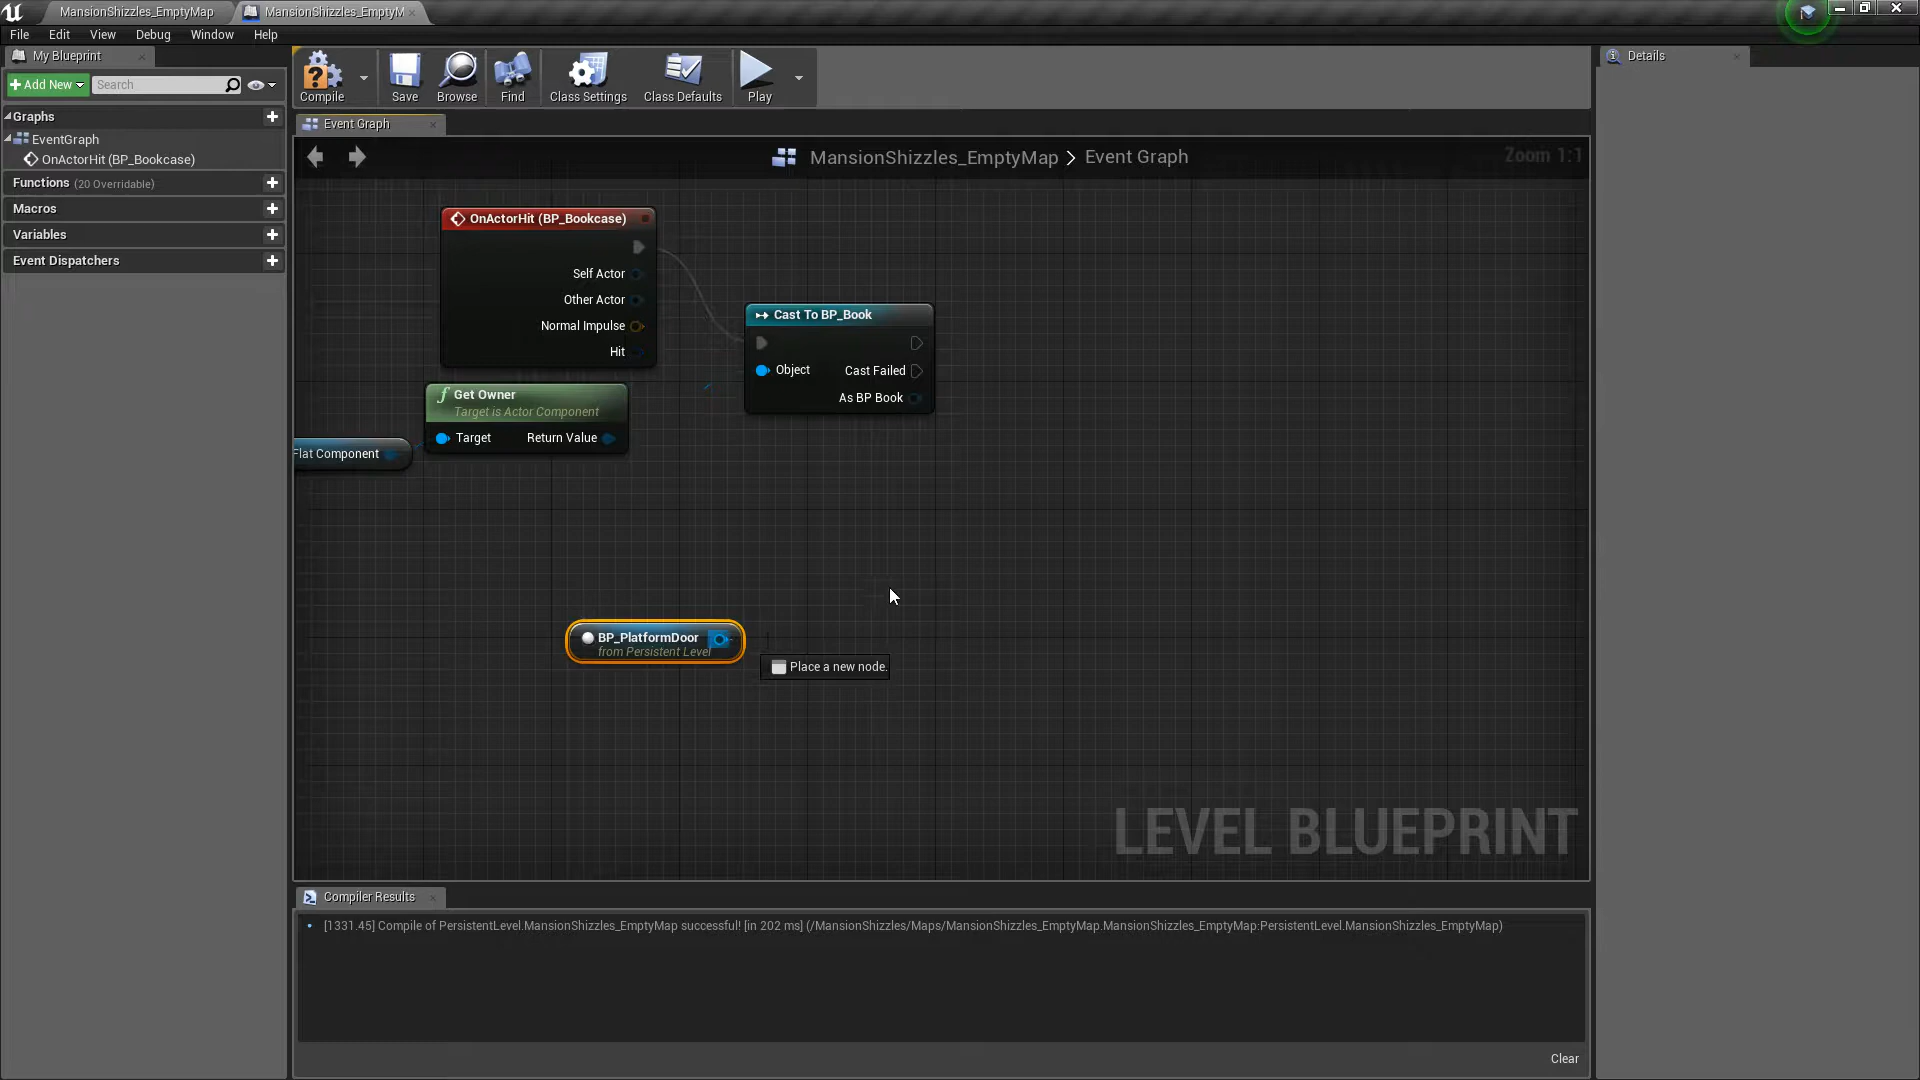 MansionShizzles_EmptyMap
MansionShizzles_EmptyM
File Edit View Debug Window Help
My Blueprint
Add New
Search
Compile
Save
Browse
Find
Class Settings
Class Defaults
Play
Details
Graphs
EventGraph
OnActorHit (BP_Bookcase)
Functions (20 Overridable)
Macros
Variables
Event Dispatchers
Event Graph
MansionShizzles_EmptyMap > Event Graph
Zoom 1:1
OnActorHit (BP_Bookcase)
Self Actor
Other Actor
Normal Impulse
Hit
Cast To BP_Book
Object
Cast Failed
As BP Book
Get Owner
Target is Actor Component
Target
Return Value
Flat Component
BP_PlatformDoor
from Persistent Level
Place a new node.
LEVEL BLUEPRINT
Compiler Results
[1331.45] Compile of PersistentLevel.MansionShizzles_EmptyMap successful! [in 202 ms] (/MansionShizzles/Maps/MansionShizzles_EmptyMap.MansionShizzles_EmptyMap:PersistentLevel.MansionShizzles_EmptyMap)
Clear